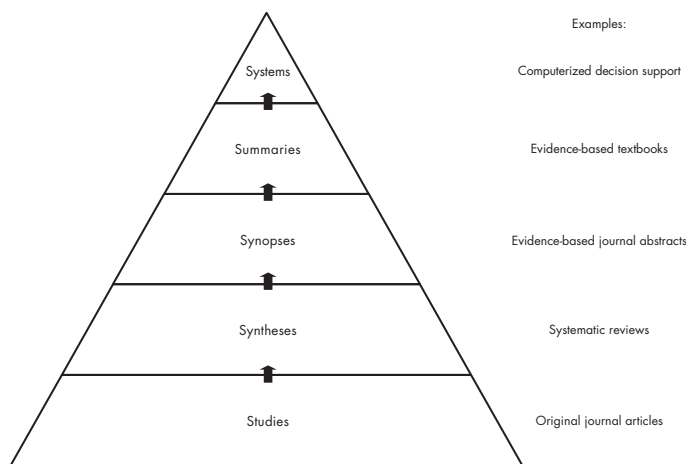 Examples:
Systems
Computerized decision support
Summaries
Evidence-based textbooks
Synopses
Evidence-based journal abstracts
Syntheses
Systematic reviews
Studies
Original journal articles